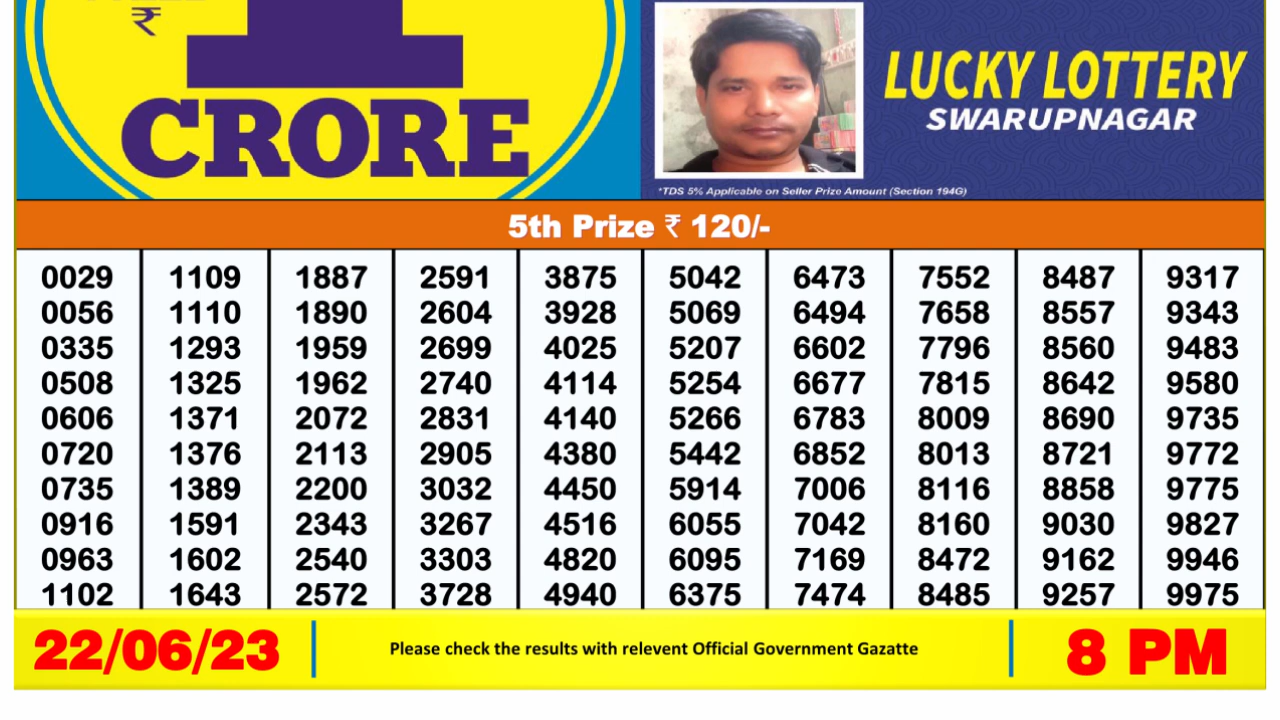 ₹
1
CRORE
LUCKY LOTTERY
SWARUPNAGAR
*TDS 5% Applicable on Seller Prize Amount (Section 194G)
5th Prize ₹ 120/-
0029 1109 1887 2591 3875 5042 6473 7552 8487 9317
0056 1110 1890 2604 3928 5069 6494 7658 8557 9343
0335 1293 1959 2699 4025 5207 6602 7796 8560 9483
0508 1325 1962 2740 4114 5254 6677 7815 8642 9580
0606 1371 2072 2831 4140 5266 6783 8009 8690 9735
0720 1376 2113 2905 4380 5442 6852 8013 8721 9772
0735 1389 2200 3032 4450 5914 7006 8116 8858 9775
0916 1591 2343 3267 4516 6055 7042 8160 9030 9827
0963 1602 2540 3303 4820 6095 7169 8472 9162 9946
1102 1643 2572 3728 4940 6375 7474 8485 9257 9975
22/06/23
Please check the results with relevent Official Government Gazatte
8 PM